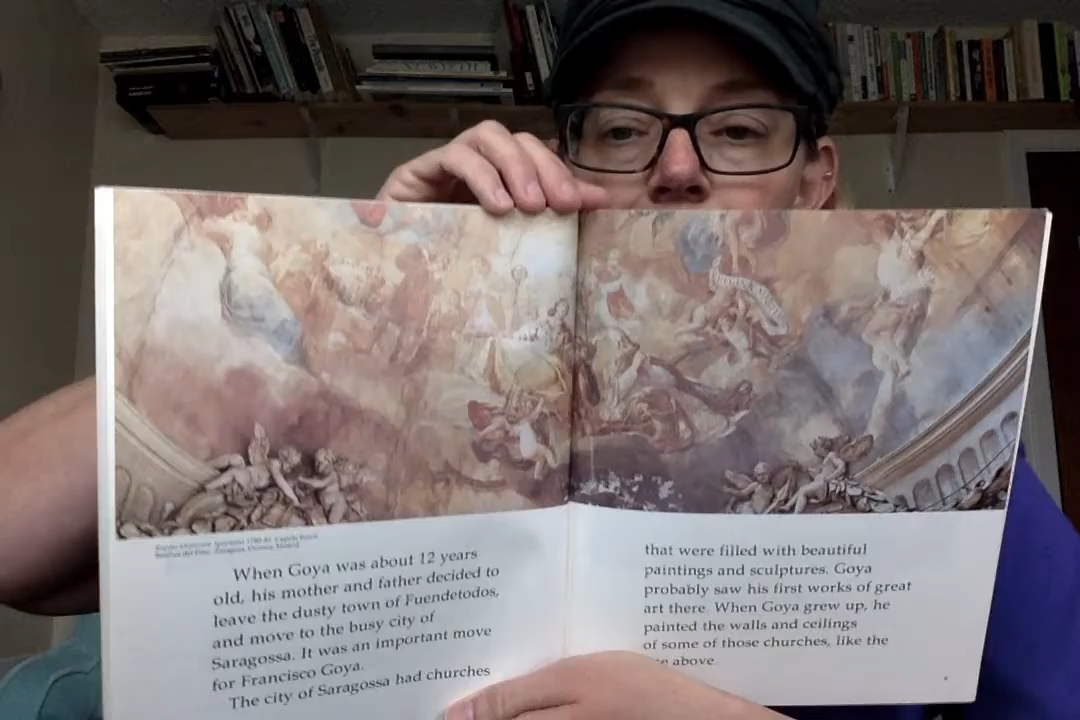 When Goya was about 12 years
old, his mother and father decided to
leave the dusty town of Fuendetodos,
and move to the busy city of
Saragossa. It was an important move
for Francisco Goya.
The city of Saragossa had churches
that were filled with beautiful
paintings and sculptures. Goya
probably saw his first works of great
art there. When Goya grew up, he
painted the walls and ceilings
of some of those churches, like the
above.